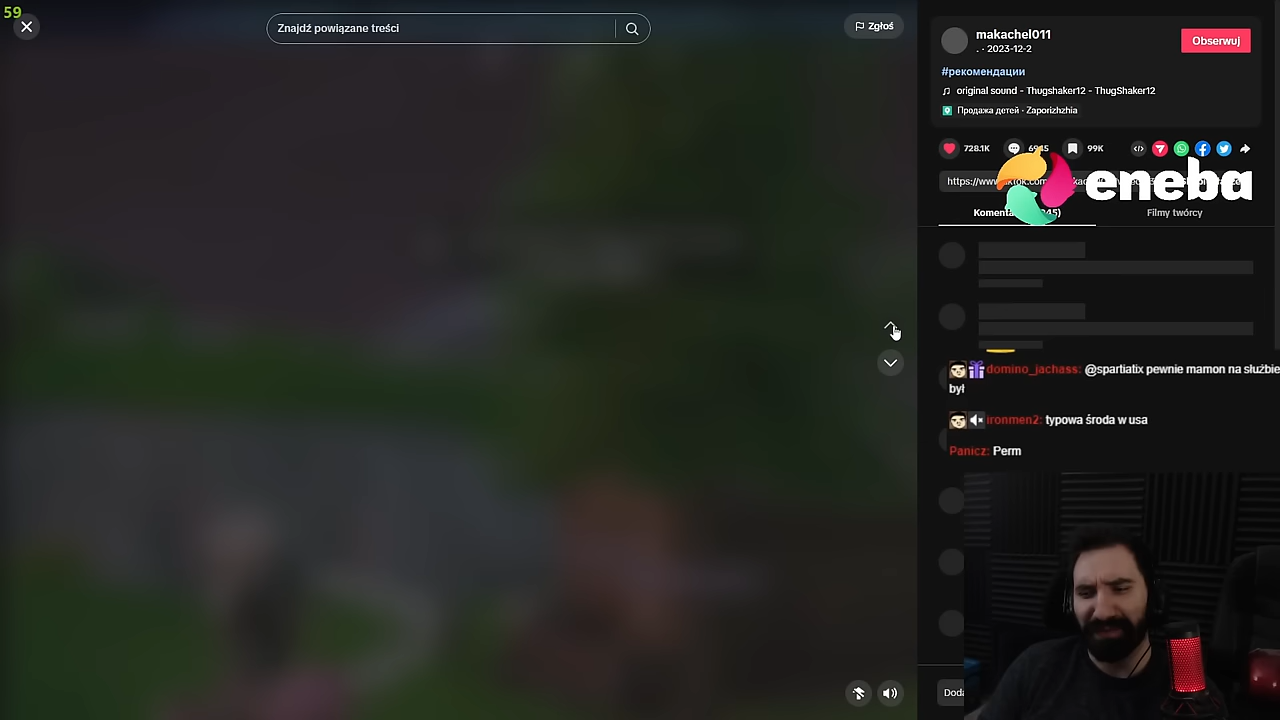 59
Znajdź powiązane treści
Zgłoś
makachel011
. · 2023-12-2
Obserwuj
#рекомендации
original sound - Thugshaker12 - ThugShaker12
Продажа детей · Zaporizhzhia
728.1K
6945
99K
eneba
Filmy twórcy
domino_jachass: @spartiatix pewnie mamon na służbie
był
ironmen2: typowa środa w usa
Panicz: Perm